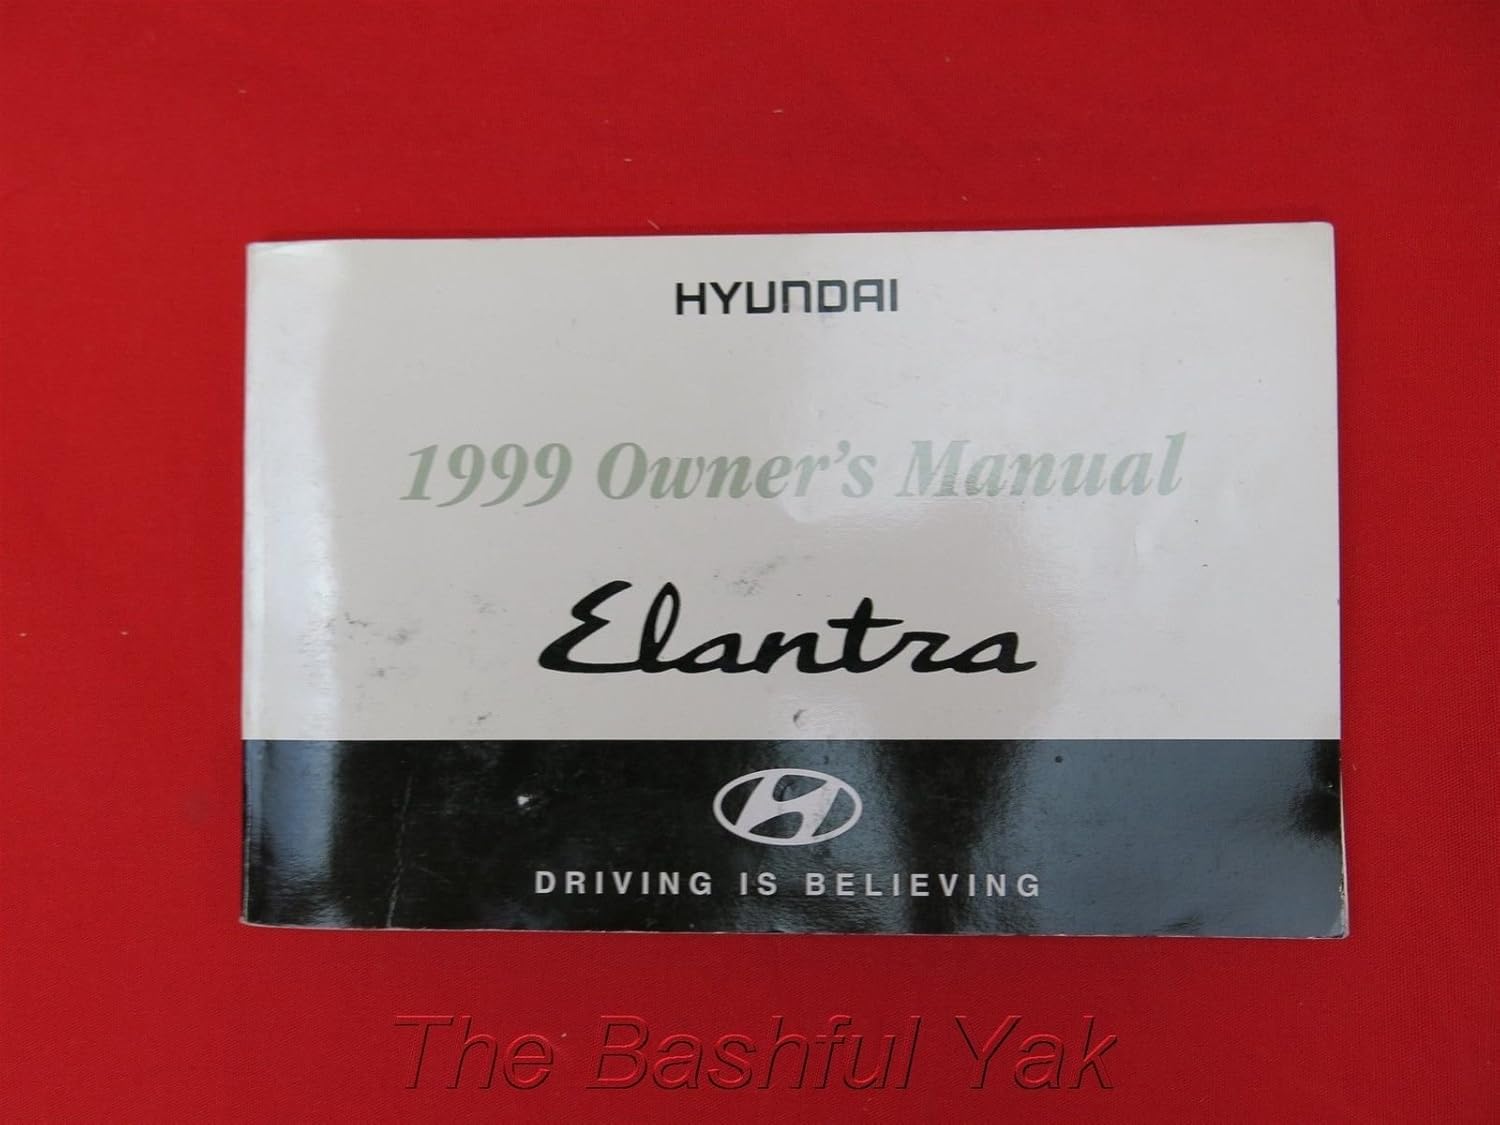 HYUNDAI
1999 Owner's Manual
Elantra
DRIVING IS BELIEVING
The Bashful Yak